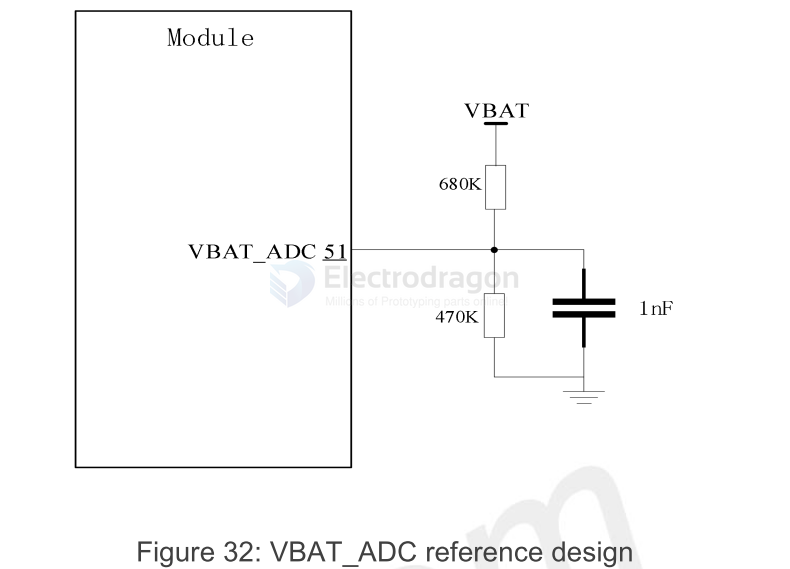 Module
VBAT
680K
VBAT_ADC 51
Electrodragon
Millions of Prototyping parts online
470K
1nF
Figure 32: VBAT_ADC reference design